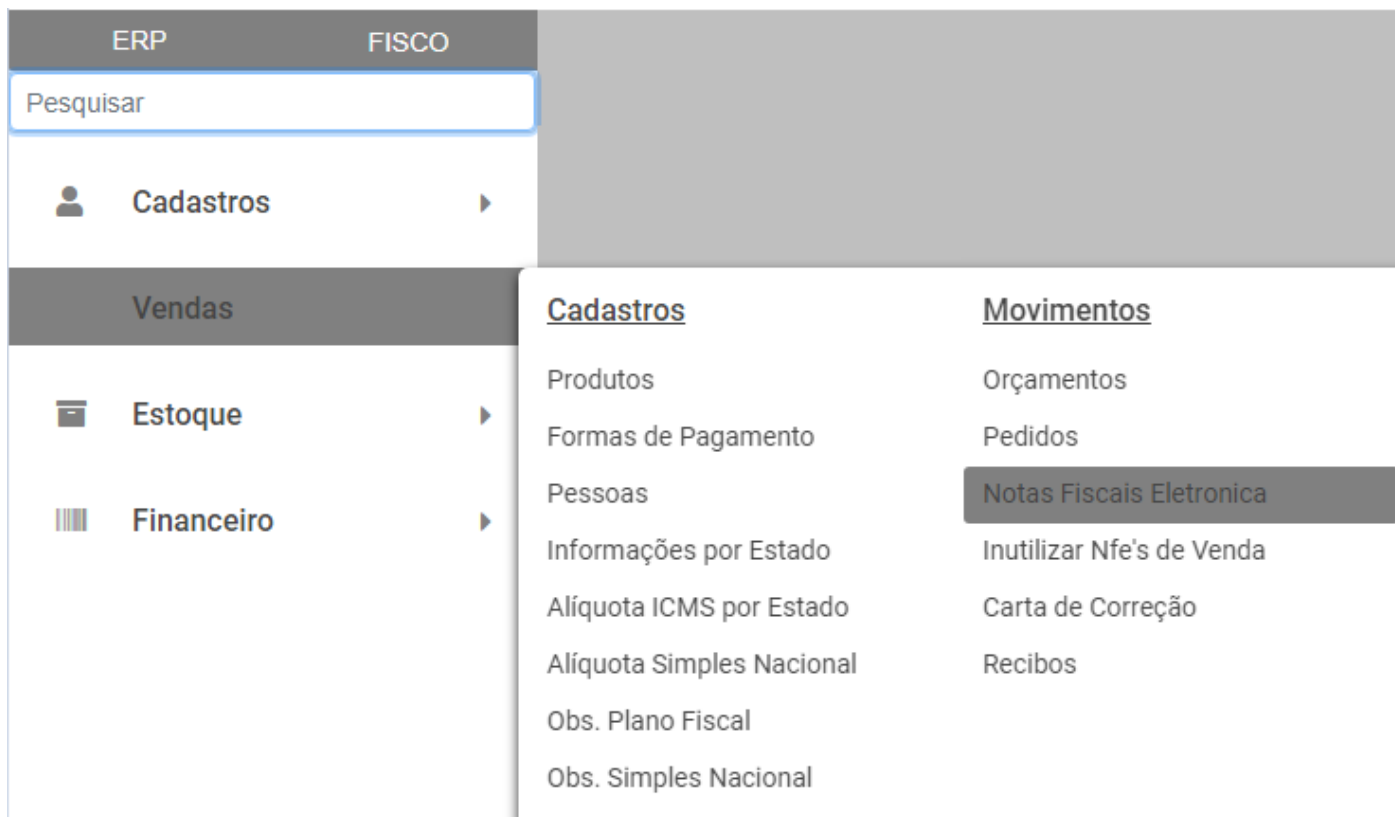 ERP FISCO
Pesquisar
Cadastros
Vendas
Estoque
Financeiro
Cadastros
Produtos
Formas de Pagamento
Pessoas
Informações por Estado
Alíquota ICMS por Estado
Alíquota Simples Nacional
Obs. Plano Fiscal
Obs. Simples Nacional
Movimentos
Orçamentos
Pedidos
Notas Fiscais Eletronica
Inutilizar Nfe's de Venda
Carta de Correção
Recibos